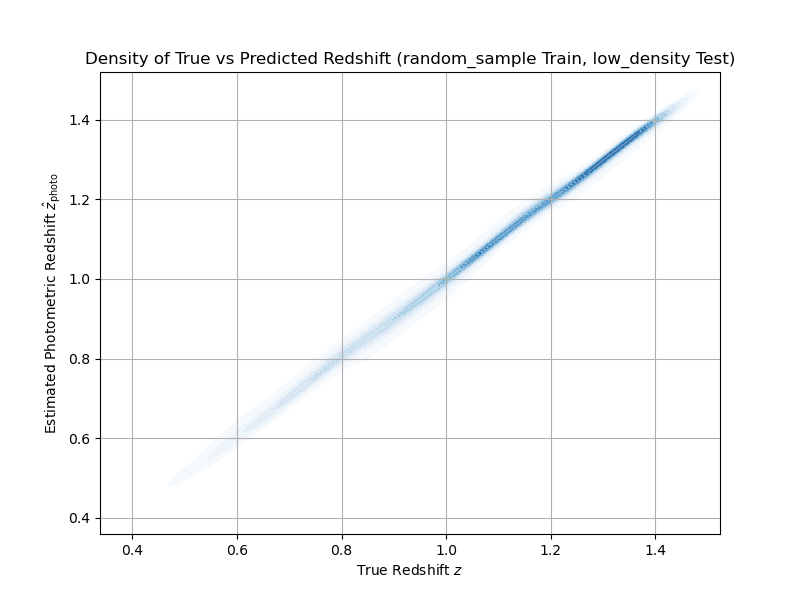 Density of True vs Predicted Redshift (random_sample Train, low_density Test)
Estimated Photometric Redshift ẑ_photo
1.4
1.2
1.0
0.8
0.6
0.4
0.4 0.6 0.8 1.0 1.2 1.4
True Redshift z